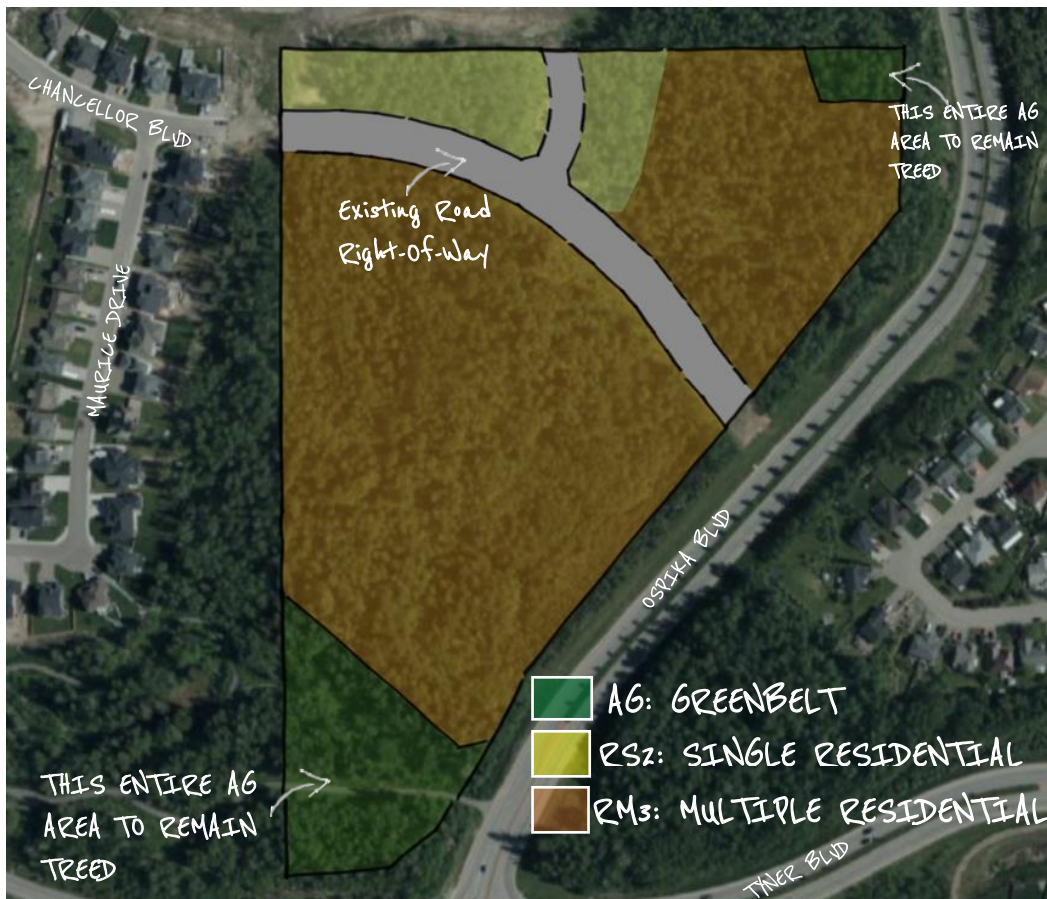 CHANCELLOR BLVD
THIS ENTIRE AG
AREA TO REMAIN
TREED
Existing Road
Right-Of-Way
MAURICE DRIVE
OSPIKA BLVD
AG: GREENBELT
RS2: SINGLE RESIDENTIAL
RM3: MULTIPLE RESIDENTIAL
THIS ENTIRE AG
AREA TO REMAIN
TREED
TYNER BLVD